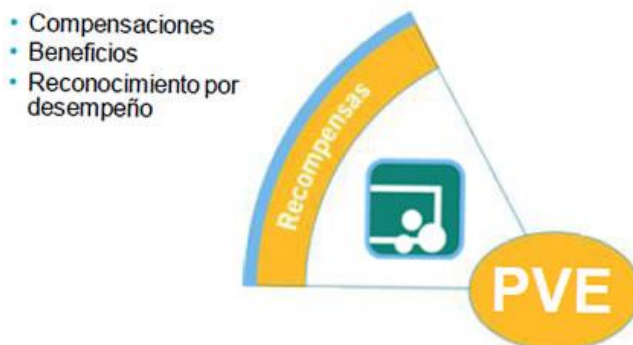 • Compensaciones
• Beneficios
• Reconocimiento por
desempeño
Recompensas
PVE